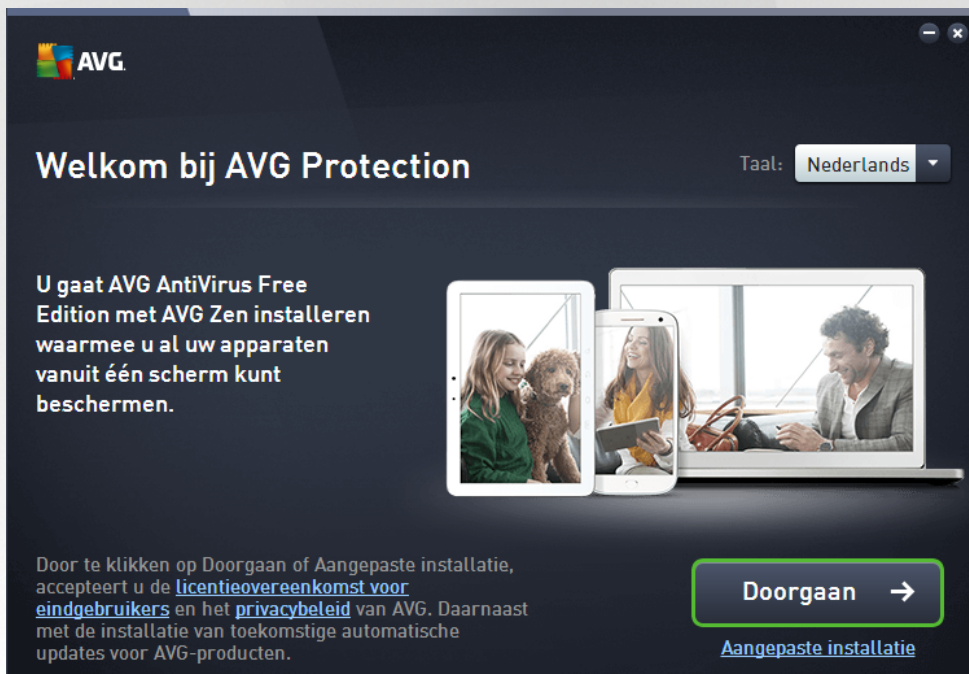 AVG.
Welkom bij AVG Protection
Taal:
Nederlands
U gaat AVG AntiVirus Free
Edition met AVG Zen installeren
waarmee u al uw apparaten
vanuit één scherm kunt
beschermen.
Door te klikken op Doorgaan of Aangepaste installatie,
accepteert u de licentieovereenkomst voor
eindgebruikers en het privacybeleid van AVG. Daarnaast
met de installatie van toekomstige automatische
updates voor AVG-producten.
Doorgaan
Aangepaste installatie